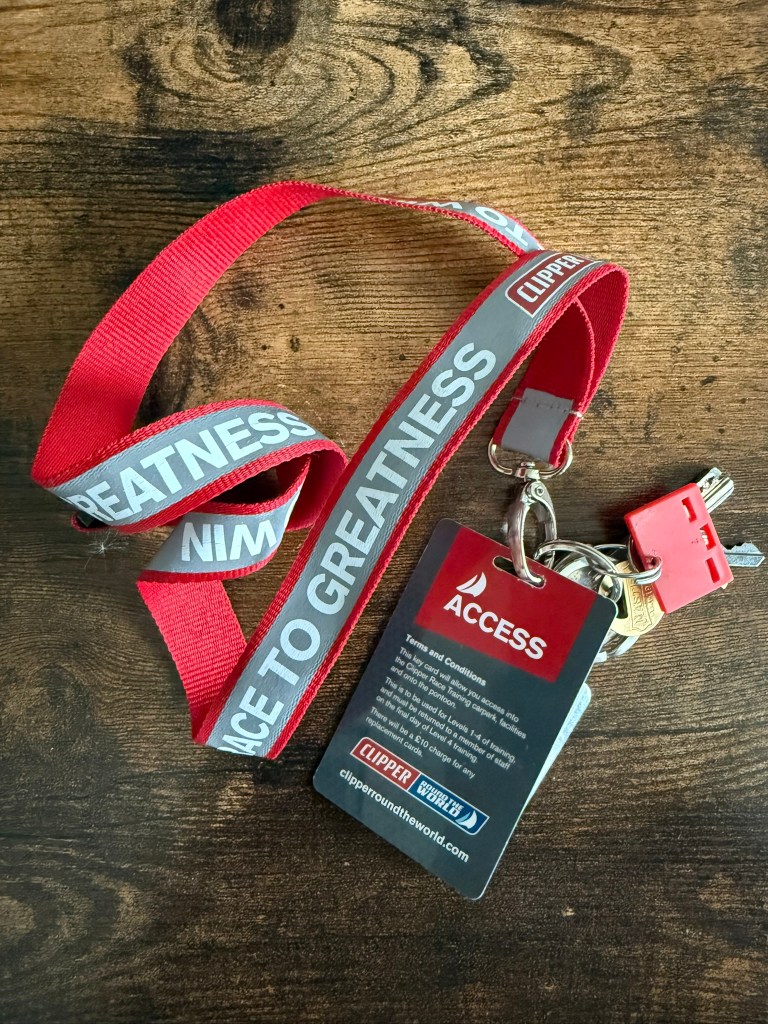 CLIPPER
RACE TO GREATNESS
GREATNESS
WIN
ACCESS
Terms and Conditions
This key card will allow you access into
the Clipper Race Training carpark, facilities
and onto the pontoon.
This is to be used for Levels 1-4 of training,
and must be returned to a member of staff
on the final day of Level 4 training.
There will be a £10 charge for any
replacement cards.
CLIPPER ROUND THE
WORLD
clipperroundtheworld.com